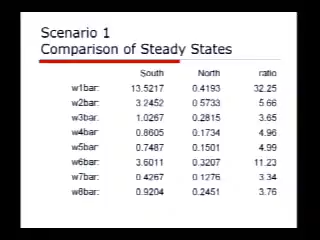 Scenario 1
Comparison of Steady States
South North ratio
w1bar: 13.5217 0.4193 32.25
w2bar: 3.2452 0.5733 5.66
w3bar: 1.0267 0.2815 3.65
w4bar 0.8605 0.1734 4.96
w5bar 0.7487 0.1501 4.99
w6bar: 3.6011 0.3207 11.23
w7bar: 0.4267 0.1276 3.34
w8bar: 0.9204 0.2451 3.76